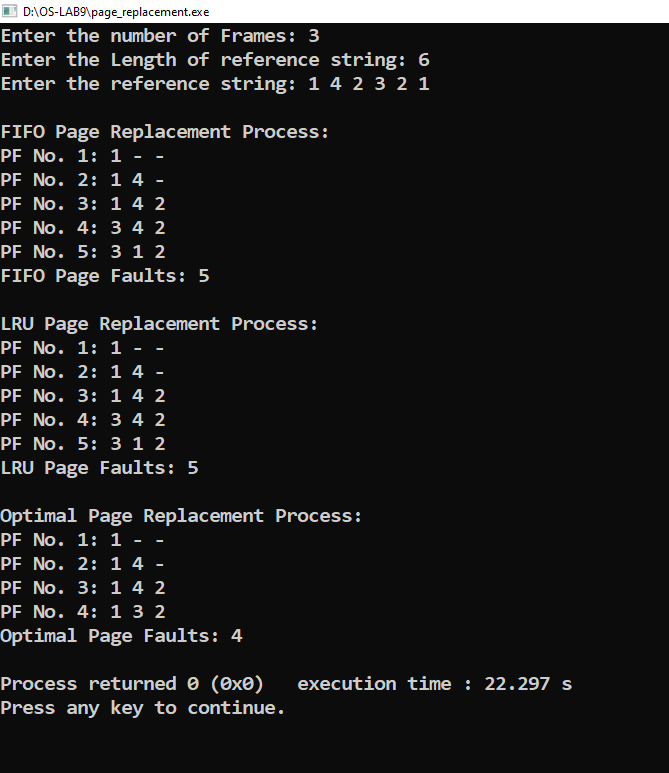 D:\OS-LAB9\page_replacement.exe
Enter the number of Frames: 3
Enter the Length of reference string: 6
Enter the reference string: 1 4 2 3 2 1
FIFO Page Replacement Process:
PF No. 1: 1 - -
PF No. 2: 1 4 -
PF No. 3: 1 4 2
PF No. 4: 3 4 2
PF No. 5: 3 1 2
FIFO Page Faults: 5
LRU Page Replacement Process:
PF No. 1: 1 - -
PF No. 2: 1 4 -
PF No. 3: 1 4 2
PF No. 4: 3 4 2
PF No. 5: 3 1 2
LRU Page Faults: 5
Optimal Page Replacement Process:
PF No. 1: 1 - -
PF No. 2: 1 4 -
PF No. 3: 1 4 2
PF No. 4: 1 3 2
Optimal Page Faults: 4
Process returned 0 (0x0)   execution time : 22.297 s
Press any key to continue.